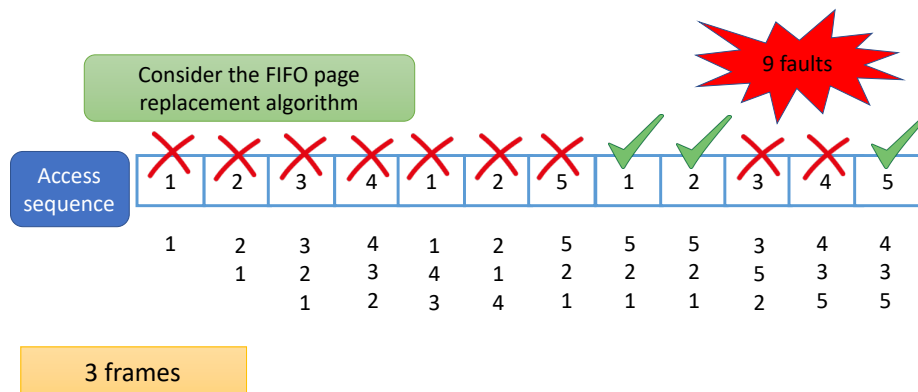 9 faults
Consider the FIFO page
replacement algorithm
Access
sequence
1 2 3 4 1 2 5 1 2 3 4 5
1 2 3 4 1 2 5 5 5 3 4 4
1 2 3 4 1 2 2 2 5 3 3
1 2 3 4 1 1 1 2 5 5
3 frames